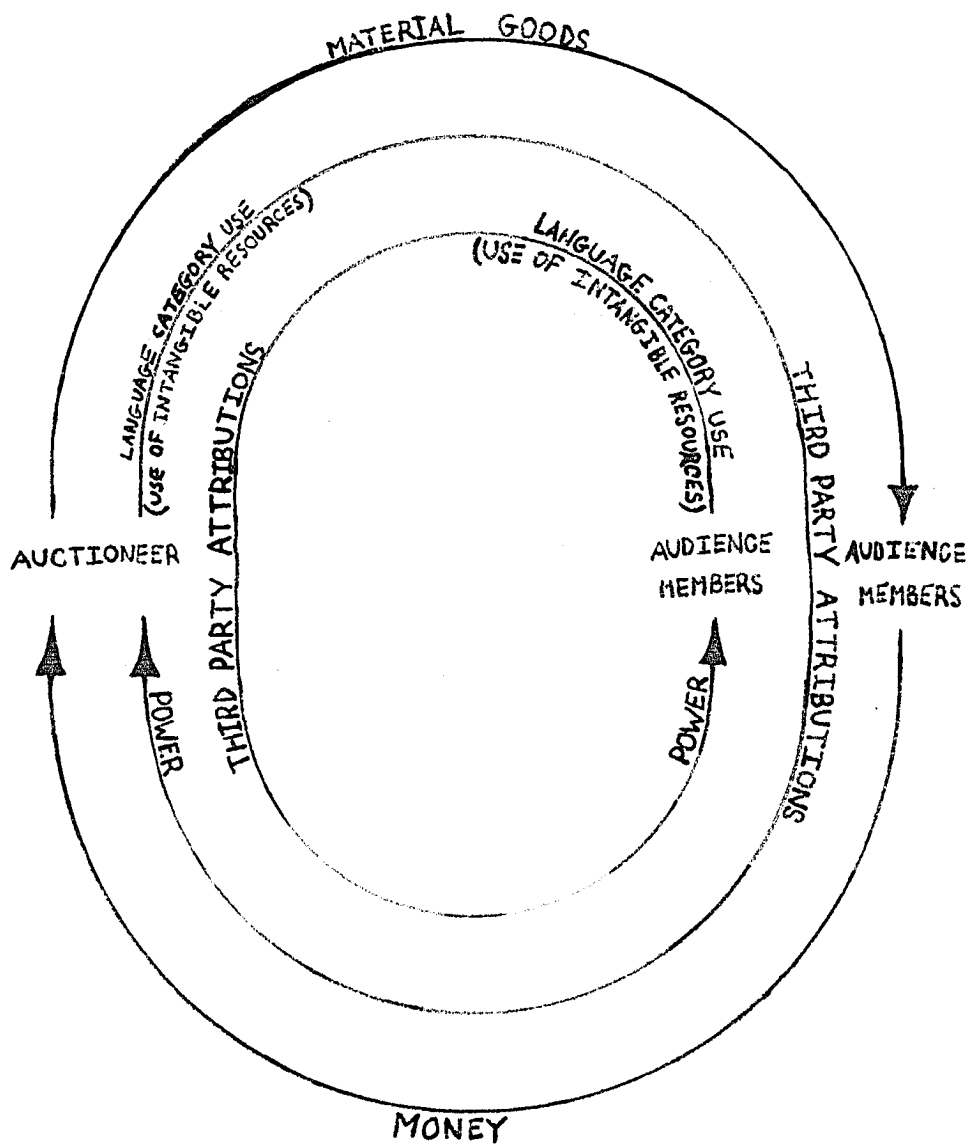 MATERIAL GOODS
LANGUAGE CATEGORY USE
(USE OF INTANGIBLE RESOURCES)
LANGUAGE CATEGORY USE
(USE OF INTANGIBLE RESOURCES)
THIRD PARTY ATTRIBUTIONS
THIRD PARTY ATTRIBUTIONS
AUCTIONEER
AUDIENCE
MEMBERS
AUDIENCE
MEMBERS
POWER
POWER
MONEY